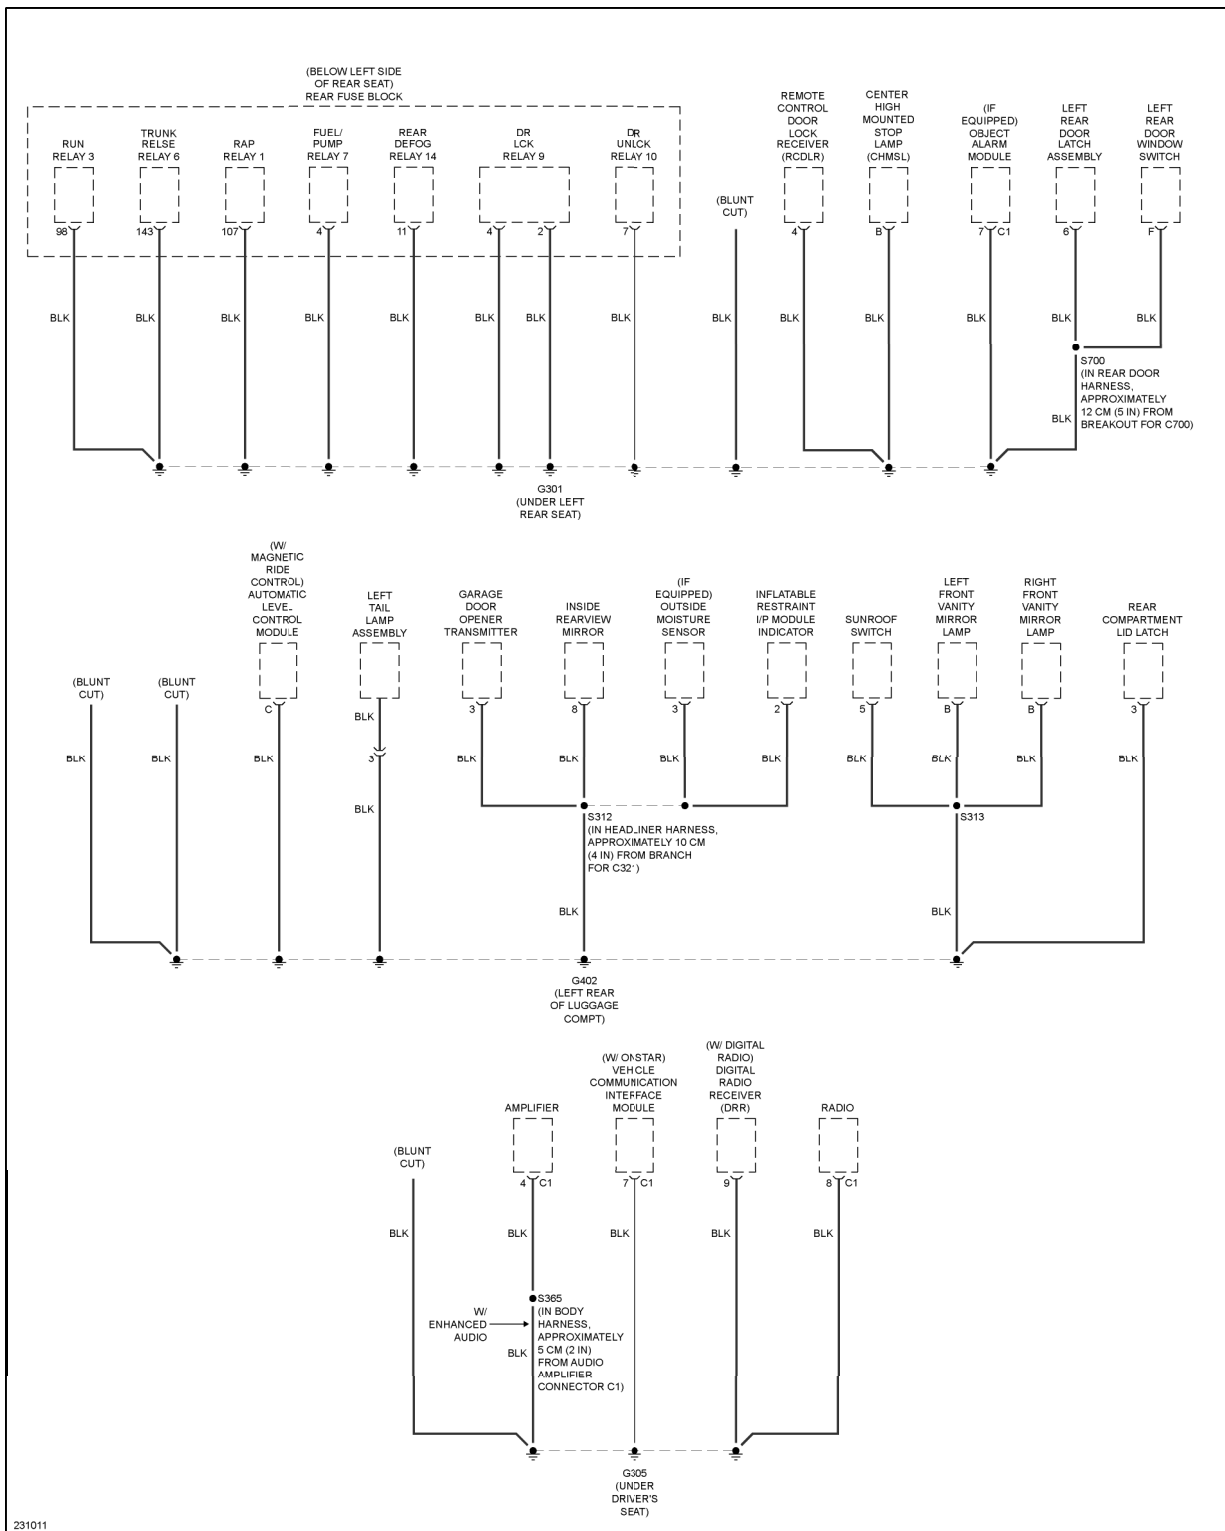 (BELOW LEFT SIDE
OF REAR SEAT)
REAR FUSE BLOCK
RUN
RELAY 3
TRUNK
RELSE
RELAY 6
RAP
RELAY 1
FUEL/
PUMP
RELAY 7
REAR
DEFOG
RELAY 14
DR
LCK
RELAY 9
DR
UNLCK
RELAY 10
(BLUNT
CUT)
REMOTE
CONTROL
DOOR
LOCK
RECEIVER
(RCDLR)
CENTER
HIGH
MOUNTED
STOP
LAMP
(CHMSL)
(IF
EQUIPPED)
OBJECT
ALARM
MODULE
LEFT
REAR
DOOR
LATCH
ASSEMBLY
LEFT
REAR
DOOR
WINDOW
SWITCH
98 143 107 4 11 4 2 7 4 B 7 C1 6 F
BLK BLK BLK BLK BLK BLK BLK BLK BLK BLK BLK BLK BLK BLK
S700
(IN REAR DOOR
HARNESS,
APPROXIMATELY
12 CM (5 IN) FROM
BREAKOUT FOR C700)
BLK
G301
(UNDER LEFT
REAR SEAT)
(BLUNT
CUT)
(BLUNT
CUT)
(W/
MAGNETIC
RIDE
CONTROL)
AUTOMATIC
LEVEL
CONTROL
MODULE
LEFT
TAIL
LAMP
ASSEMBLY
GARAGE
DOOR
OPENER
TRANSMITTER
INSIDE
REARVIEW
MIRROR
(IF
EQUIPPED)
OUTSIDE
MOISTURE
SENSOR
INFLATABLE
RESTRAINT
I/P MODULE
INDICATOR
SUNROOF
SWITCH
LEFT
FRONT
VANITY
MIRROR
LAMP
RIGHT
FRONT
VANITY
MIRROR
LAMP
REAR
COMPARTMENT
LID LATCH
C 3 8 3 2 5 B B 3
BLK
BLK BLK BLK 3 BLK BLK BLK BLK BLK BLK BLK BLK
BLK
S312
(IN HEADLINER HARNESS,
APPROXIMATELY 10 CM
(4 IN) FROM BRANCH
FOR C321)
S313
BLK BLK
G402
(LEFT REAR
OF LUGGAGE
COMPT)
(BLUNT
CUT)
AMPLIFIER
(W/ ONSTAR)
VEHICLE
COMMUNICATION
INTERFACE
MODULE
(W/ DIGITAL
RADIO)
DIGITAL
RADIO
RECEIVER
(DRR)
RADIO
4 C1 7 C1 9 8 C1
BLK BLK BLK BLK BLK
S365
(IN BODY
HARNESS,
APPROXIMATELY
5 CM (2 IN)
FROM AUDIO
AMPLIFIER
CONNECTOR C1)
W/
ENHANCED
AUDIO
BLK
G305
(UNDER
DRIVER'S
SEAT)
231011